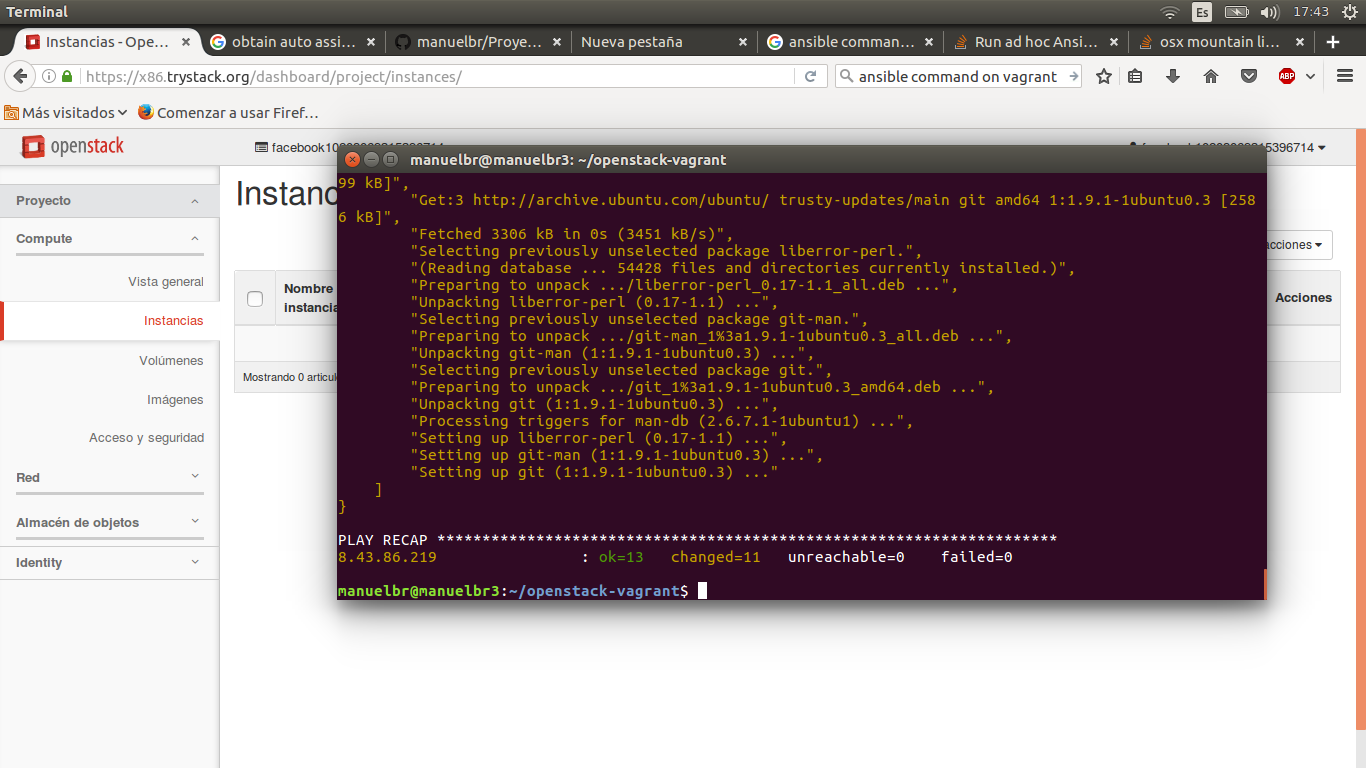 Terminal
Es
17:43
Instancias - Ope…
obtain auto assi…
manuelbr/Proye…
Nueva pestaña
ansible comman…
Run ad hoc Ansi…
osx mountain li…
https://x86.trystack.org/dashboard/project/instances/
ansible command on vagrant
ABP
Más visitados
Comenzar a usar Firef…
openstack
manuelbr@manuelbr3: ~/openstack-vagrant
Proyecto
Compute
Vista general
Instancias
Volúmenes
Imágenes
Acceso y seguridad
Red
Almacén de objetos
Identity
Nombre
Acciones
99 kB]",
"Get:3 http://archive.ubuntu.com/ubuntu/ trusty-updates/main git amd64 1:1.9.1-1ubuntu0.3 [258
6 kB]",
"Fetched 3306 kB in 0s (3451 kB/s)",
"Selecting previously unselected package liberror-perl.",
"(Reading database ... 54428 files and directories currently installed.)",
"Preparing to unpack .../liberror-perl_0.17-1.1_all.deb ...",
"Unpacking liberror-perl (0.17-1.1) ...",
"Selecting previously unselected package git-man.",
"Preparing to unpack .../git-man_1%3a1.9.1-1ubuntu0.3_all.deb ...",
"Unpacking git-man (1:1.9.1-1ubuntu0.3) ...",
"Selecting previously unselected package git.",
"Preparing to unpack .../git_1%3a1.9.1-1ubuntu0.3_amd64.deb ...",
"Unpacking git (1:1.9.1-1ubuntu0.3) ...",
"Processing triggers for man-db (2.6.7.1-1ubuntu1) ...",
"Setting up liberror-perl (0.17-1.1) ...",
"Setting up git-man (1:1.9.1-1ubuntu0.3) ...",
"Setting up git (1:1.9.1-1ubuntu0.3) ..."
]
}
PLAY RECAP *********************************************************************
8.43.86.219 : ok=13 changed=11 unreachable=0 failed=0
manuelbr@manuelbr3:~/openstack-vagrant$